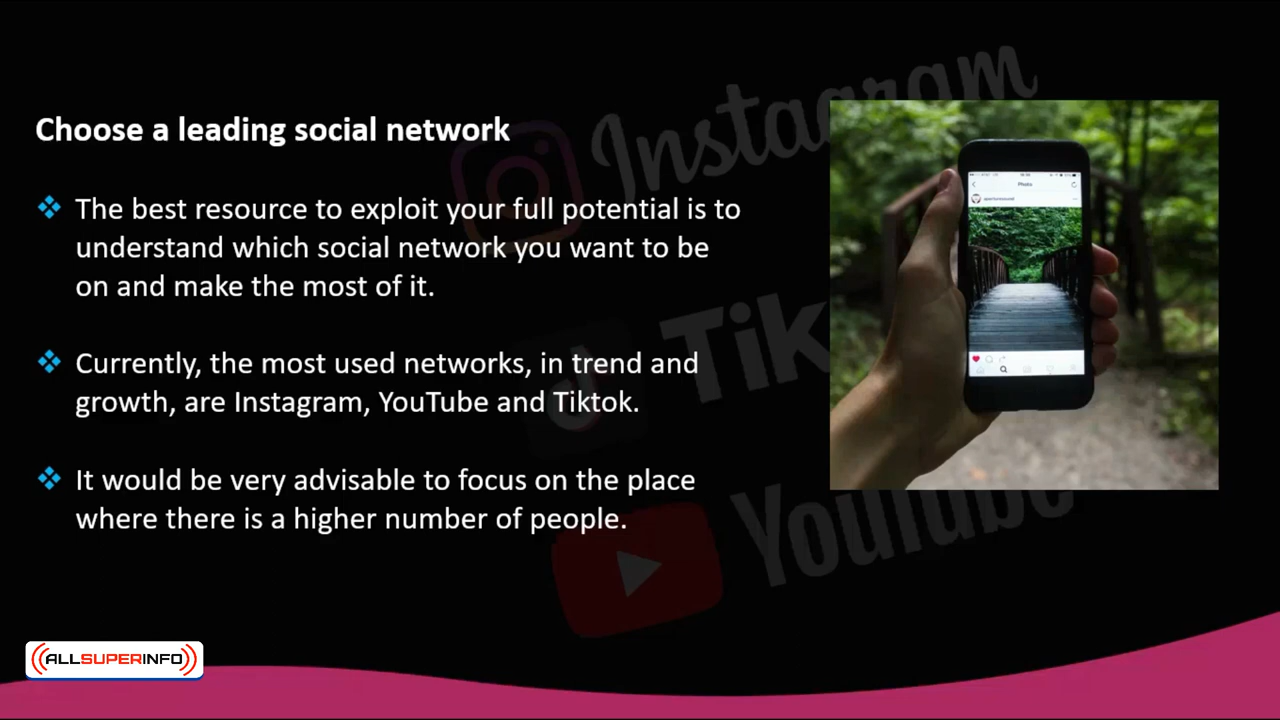 Choose a leading social network
The best resource to exploit your full potential is to
understand which social network you want to be
on and make the most of it.
Currently, the most used networks, in trend and
growth, are Instagram, YouTube and Tiktok.
It would be very advisable to focus on the place
where there is a higher number of people.
Instagram
Tik
YouTube
Photo
ALLSUPERINFO